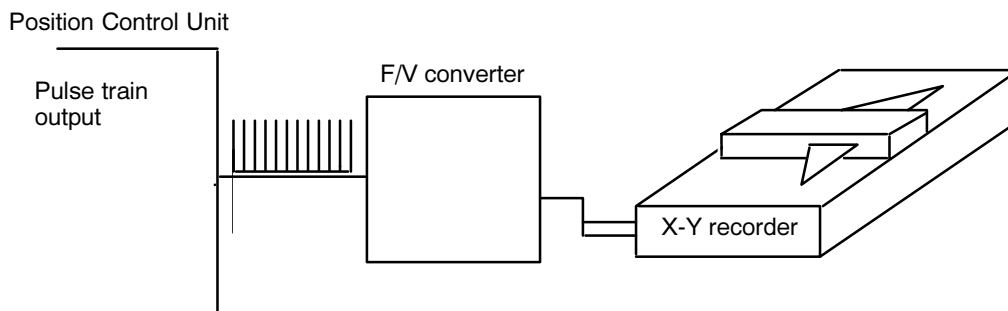 Position Control Unit
Pulse train
output
F/V converter
X-Y recorder